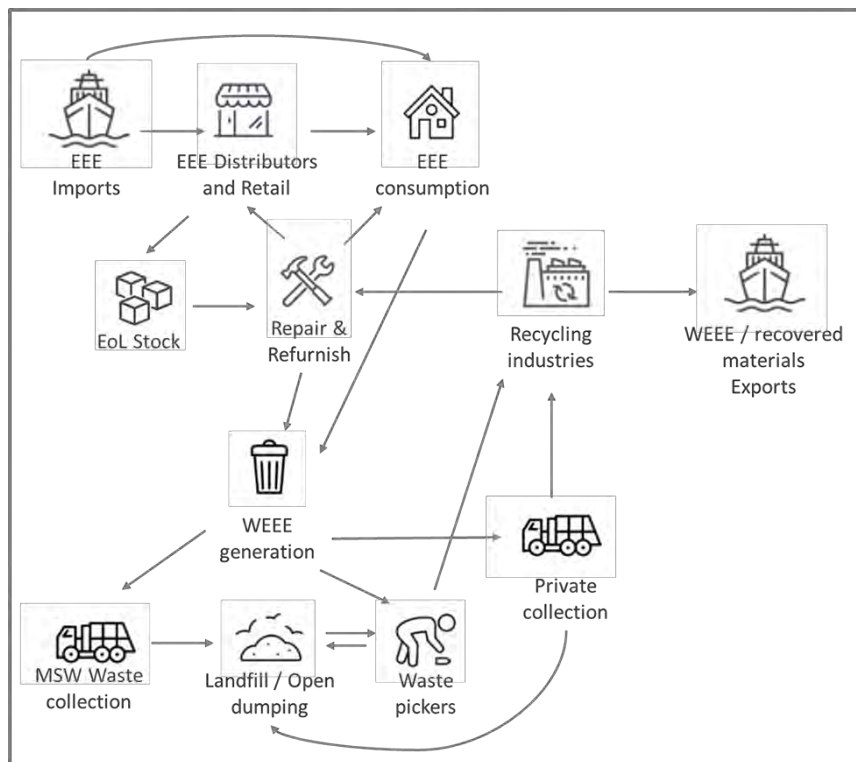 EEE
Imports
EEE Distributors
and Retail
EEE
consumption
EoL Stock
Repair &
Refurnish
Recycling
industries
WEEE / recovered
materials
Exports
WEEE
generation
Private
collection
MSW Waste
collection
Landfill / Open
dumping
Waste
pickers